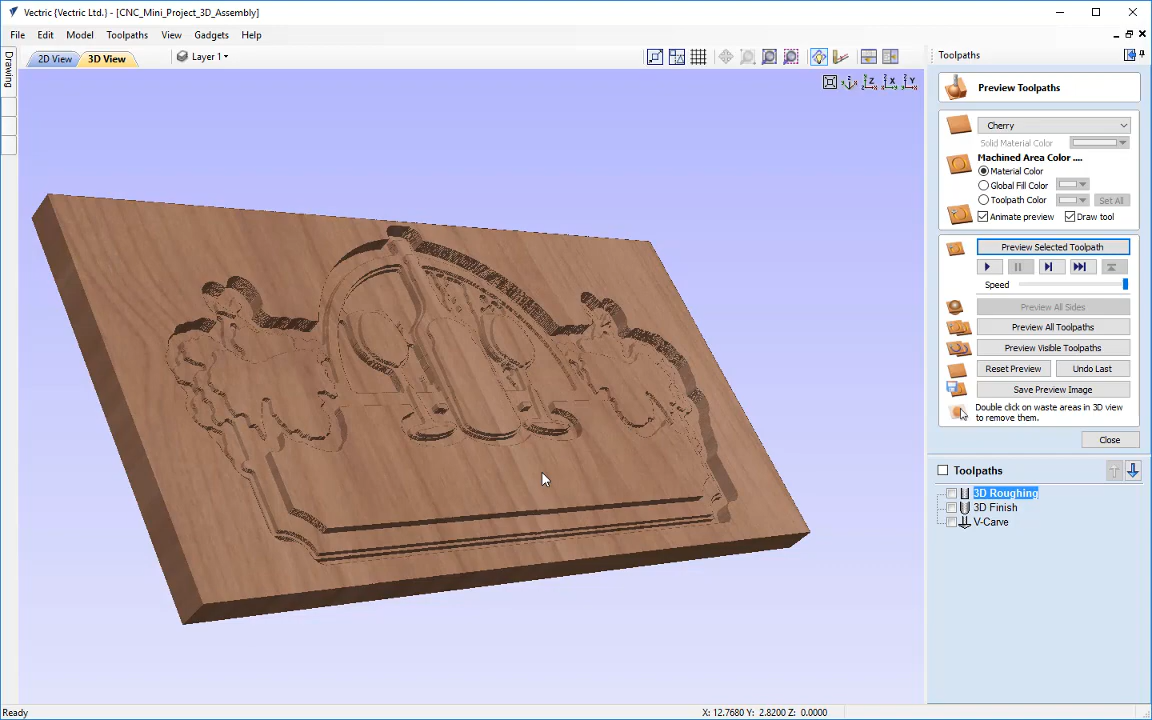 Vectric {Vectric Ltd.} - [CNC_Mini_Project_3D_Assembly]
File Edit Model Toolpaths View Gadgets Help
Drawing
2D View 3D View Layer 1
Z X Y
Toolpaths
Preview Toolpaths
Cherry
Solid Material Color
Machined Area Color ....
Material Color
Global Fill Color
Toolpath Color Set All
Animate preview Draw tool
Preview Selected Toolpath
Speed
Preview All Sides
Preview All Toolpaths
Preview Visible Toolpaths
Reset Preview Undo Last
Save Preview Image
Double click on waste areas in 3D view
to remove them.
Close
Toolpaths
3D Roughing
3D Finish
V-Carve
Ready X: 12.7680 Y: 2.8200 Z: 0.0000